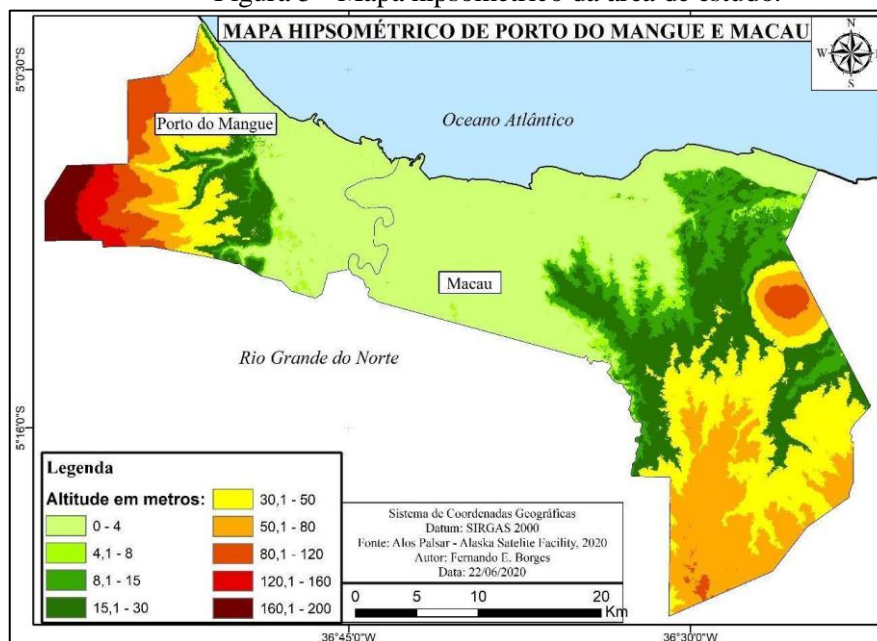 Figura 3 - Mapa hipsométrico da área de estudo.
MAPA HIPSOMÉTRICO DE PORTO DO MANGUE E MACAU
N
W
S
5°0'30"S
Oceano Atlântico
Porto do Mangue
Macau
Rio Grande do Norte
5°16'0"S
Legenda
Altitude em metros:
0 - 4
4,1 - 8
8,1 - 15
15,1 - 30
30,1 - 50
50,1 - 80
80,1 - 120
120,1 - 160
160,1 - 200
Sistema de Coordenadas Geográficas
Datum: SIRGAS 2000
Fonte: Alos Palsar - Alaska Satelite Facility, 2020
Autor: Fernando E. Borges
Data: 22/06/2020
0 5 10 20
Km
36°45'0"W
36°30'0"W